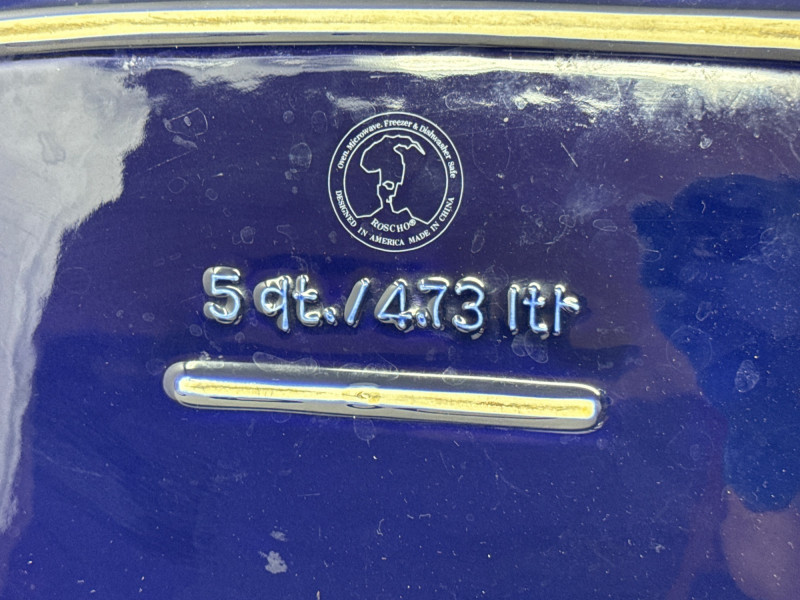 Oven, Microwave, Freezer & Dishwasher Safe
ROSCHO®
DESIGNED IN AMERICA MADE IN CHINA
5 qt./4.73 ltr